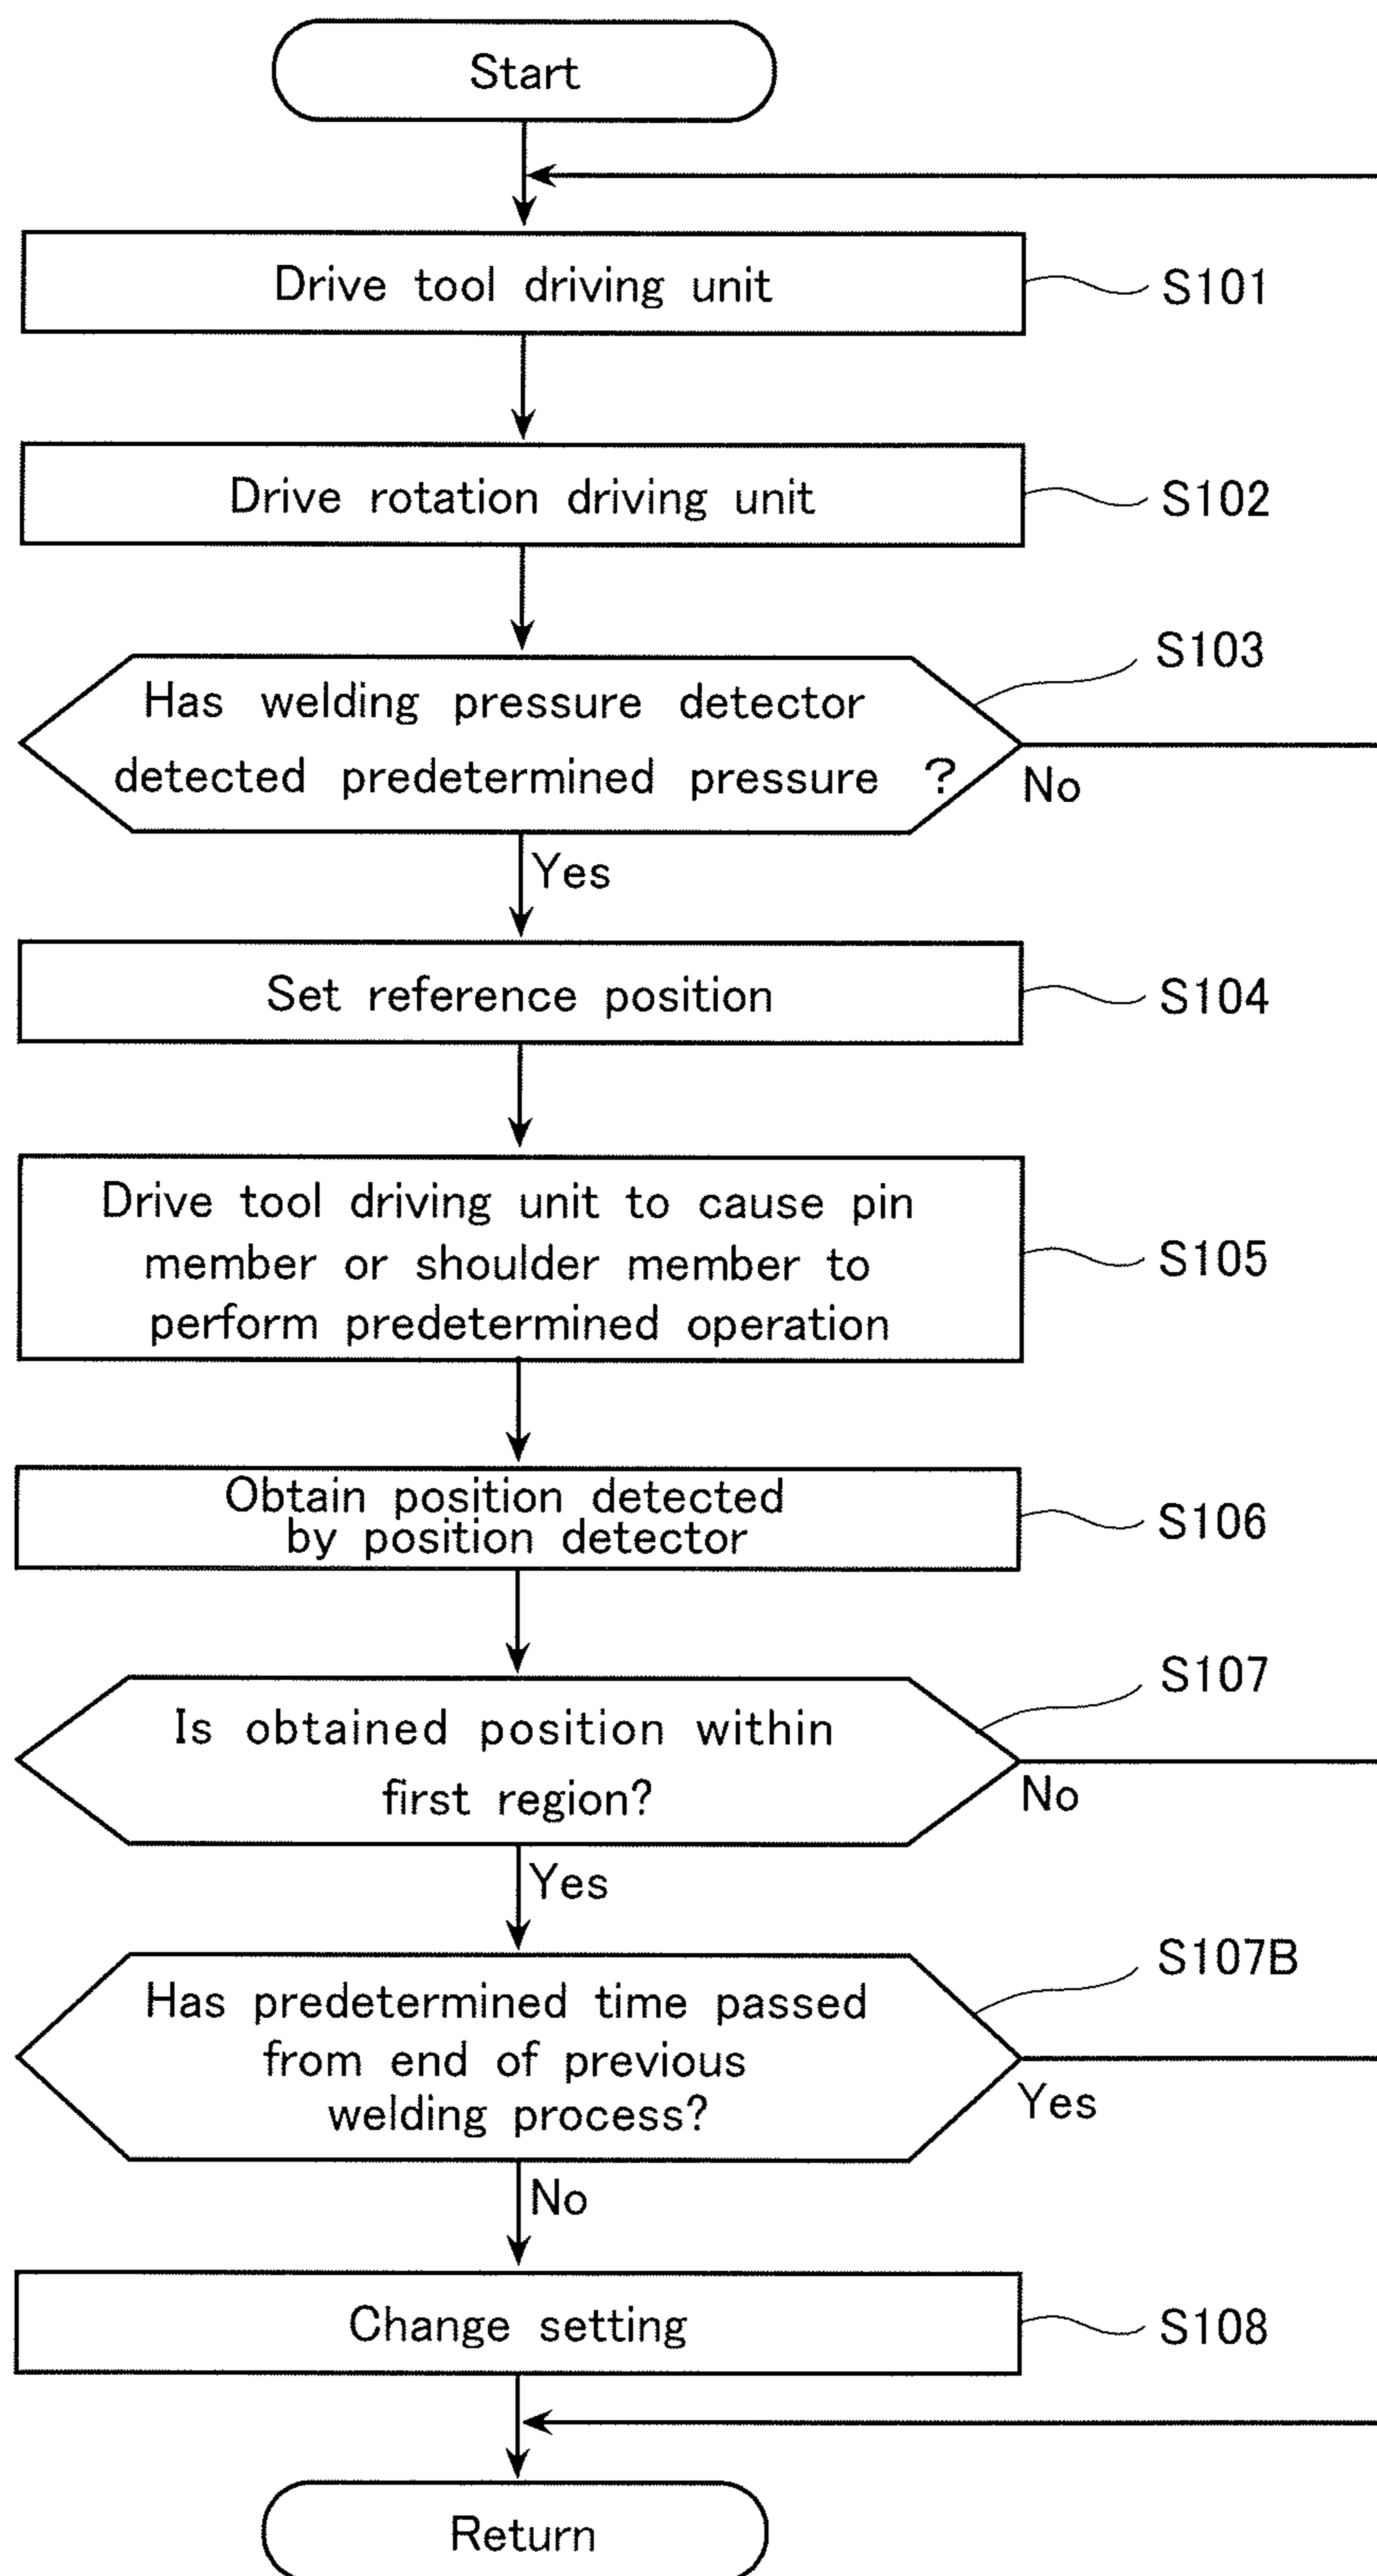 Start
Drive tool driving unit
S101
Drive rotation driving unit
S102
S103
Has welding pressure detector
detected predetermined pressure ?
No
Yes
Set reference position
S104
Drive tool driving unit to cause pin
member or shoulder member to
perform predetermined operation
S105
Obtain position detected
by position detector
S106
S107
Is obtained position within
first region?
No
Yes
S107B
Has predetermined time passed
from end of previous
welding process?
Yes
No
Change setting
S108
Return